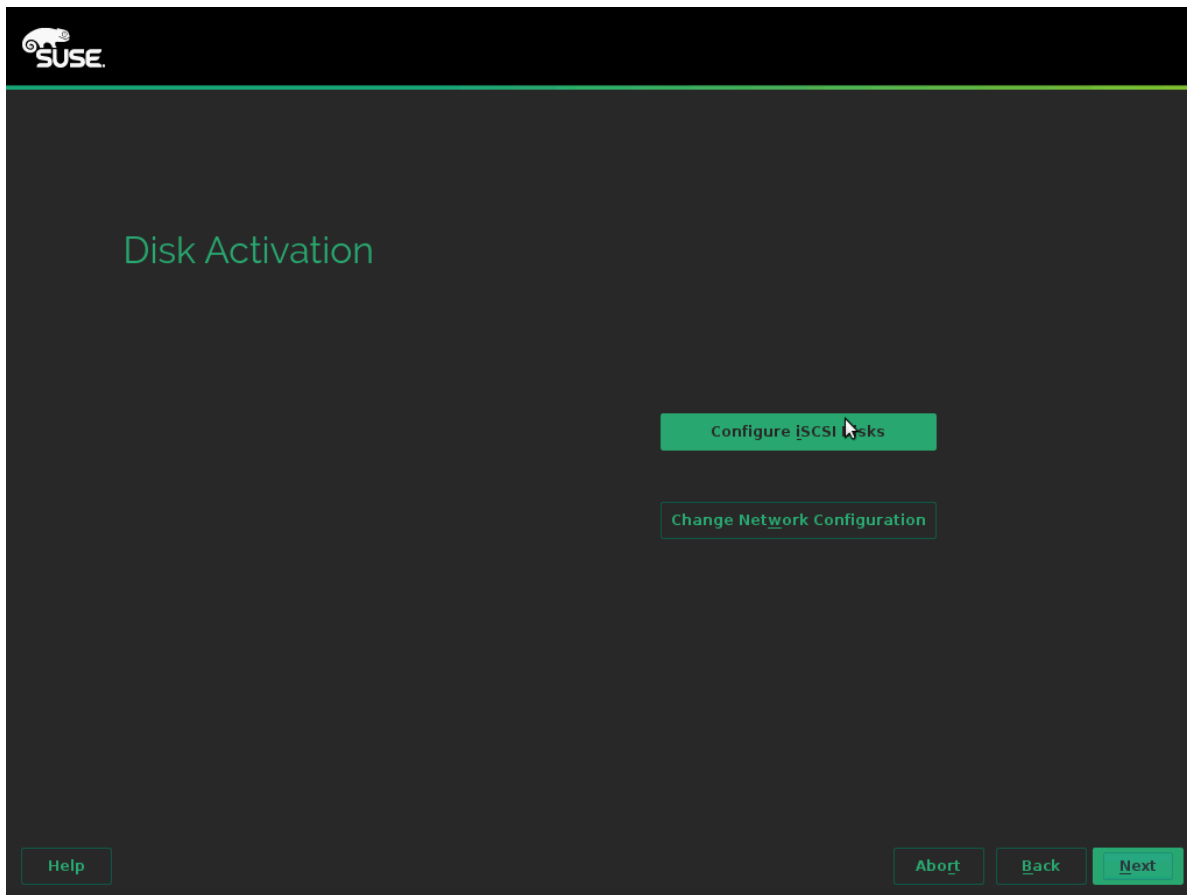 SUSE.
Disk Activation
Configure iSCSI Disks
Change Network Configuration
Help
Abort
Back
Next